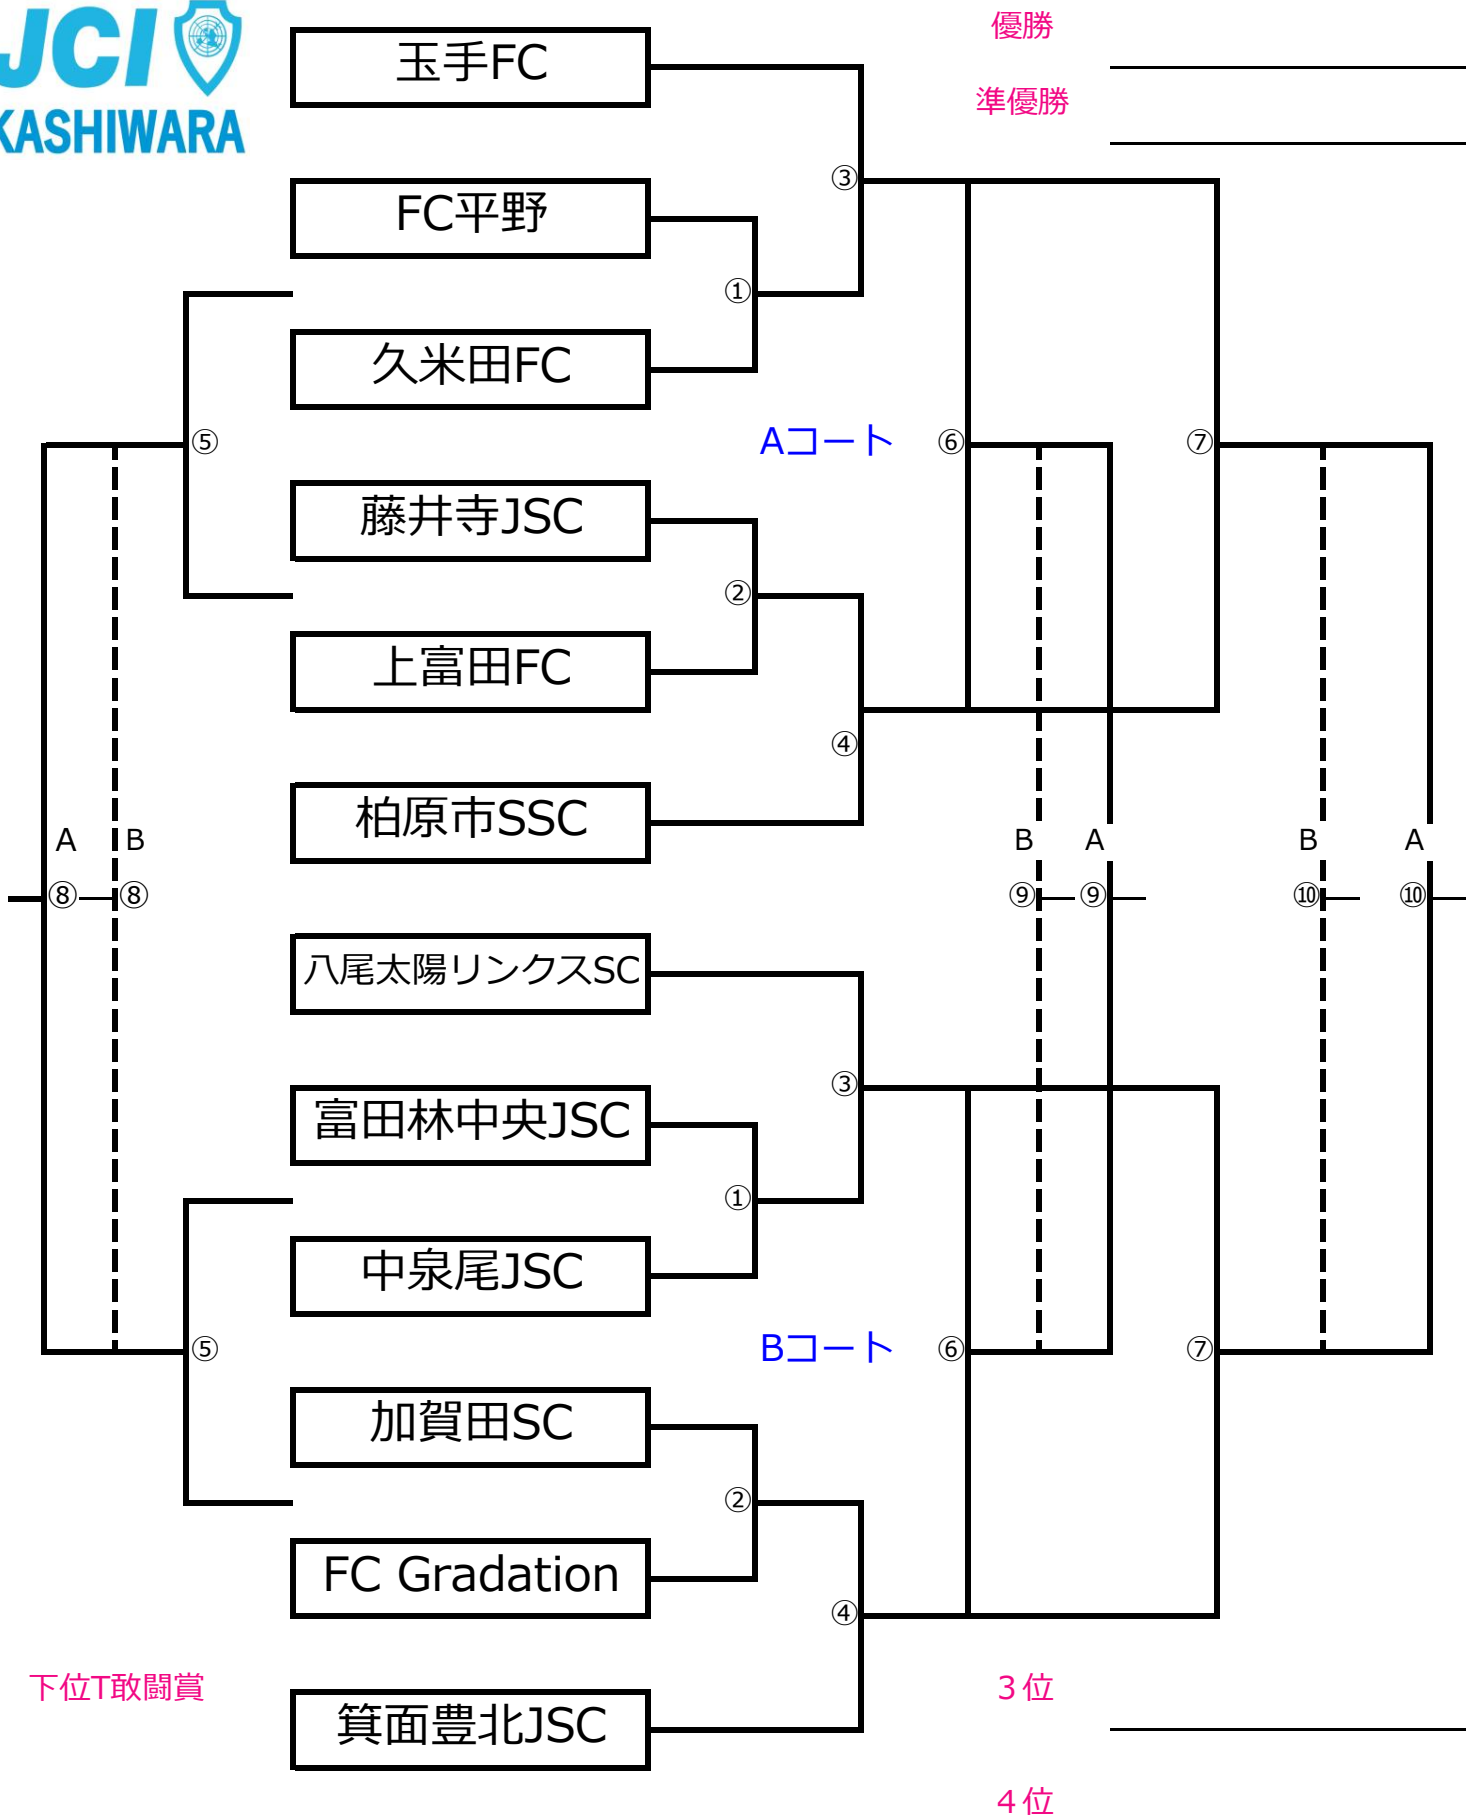 JCI
KASHIWARA
優勝
玉手FC
準優勝
③
FC平野
①
久米田FC
⑤
Aコート
⑥
⑦
藤井寺JSC
②
上富田FC
④
柏原市SSC
A B
B A
B A
⑧ ⑧
⑨ ⑨
⑩ ⑩
八尾太陽リンクスSC
③
富田林中央JSC
①
中泉尾JSC
⑤
Bコート
⑥
⑦
加賀田SC
②
FC Gradation
④
下位T敢闘賞
３位
箕面豊北JSC
４位